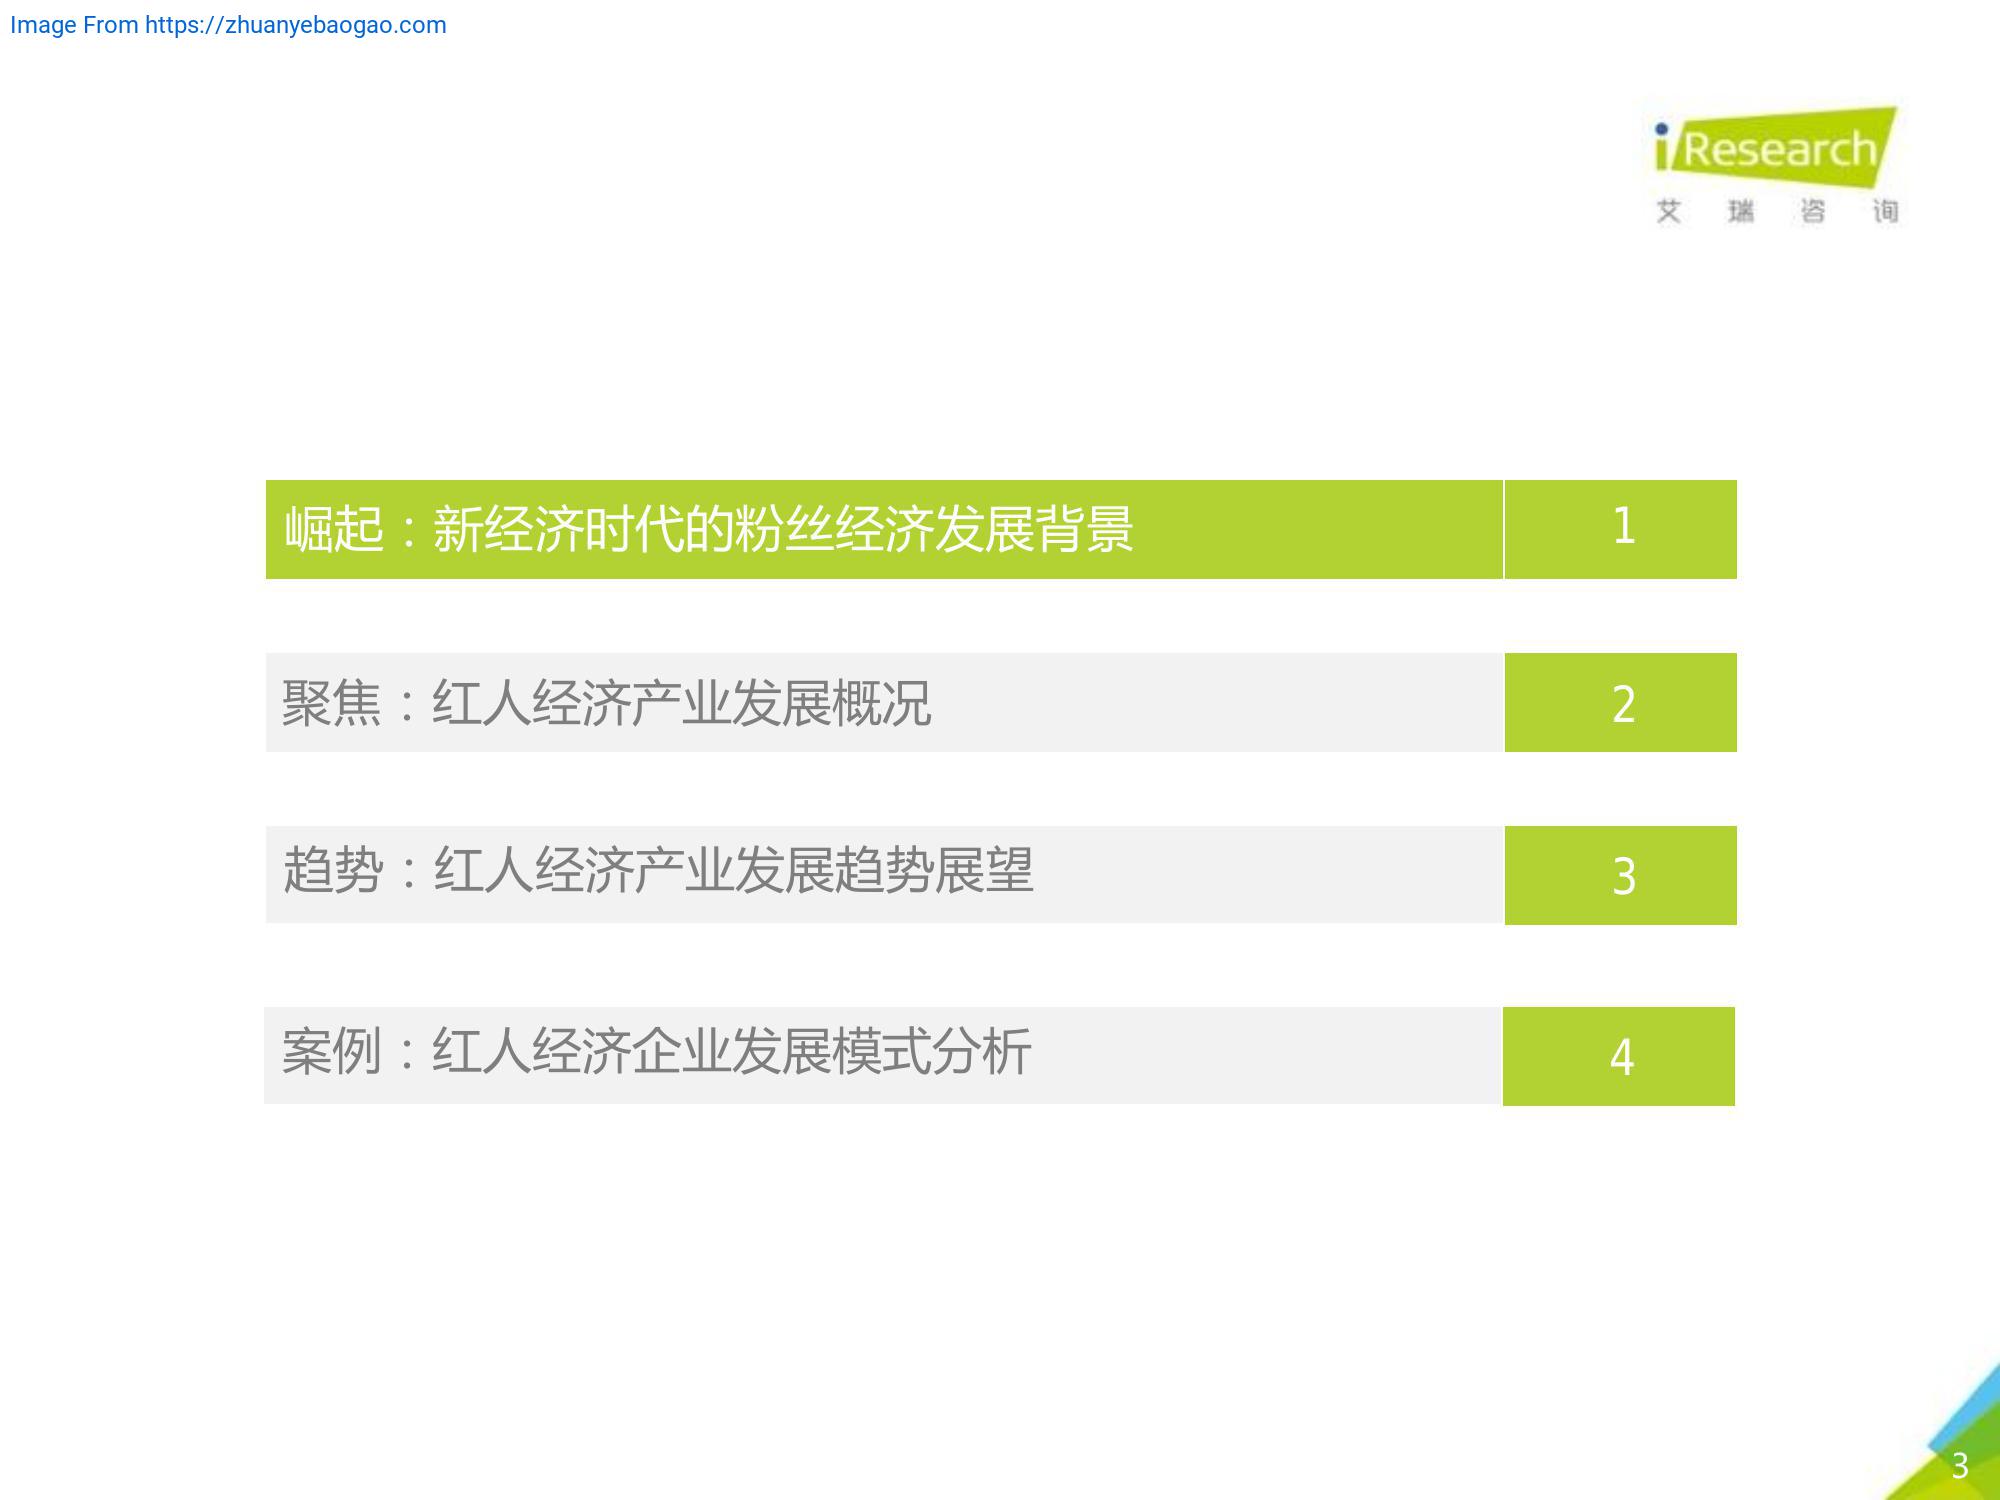 Image From https://zhuanyebaogao.com
iResearch
艾瑞咨询
崛起：新经济时代的粉丝经济发展背景 1
聚焦：红人经济产业发展概况 2
趋势：红人经济产业发展趋势展望 3
案例：红人经济企业发展模式分析 4
3